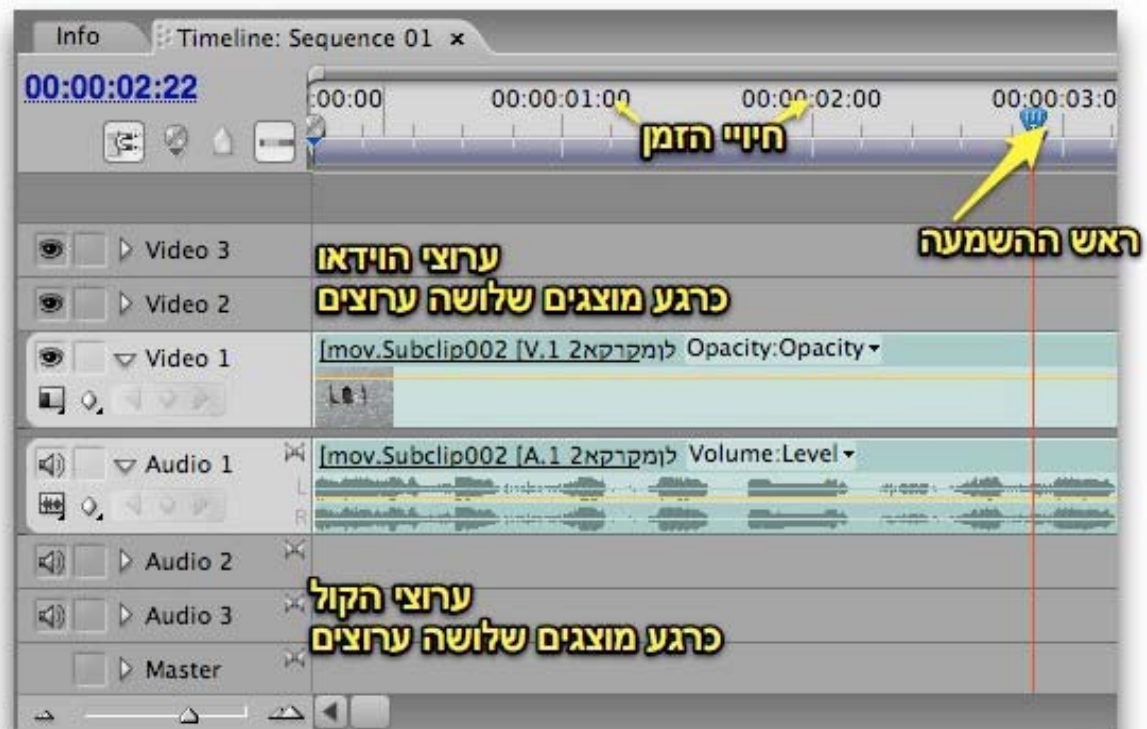 Info
Timeline: Sequence 01 ×
00:00:02:22
:00:00 00:00:01:00 00:00:02:00 00:00:03:0
חיויי הזמן
ראש ההשמעה
Video 3
ערוצי הוידאו
Video 2
כרגע מוצגים שלושה ערוצים
Video 1
[mov.Subclip002 [V.1 2לומקרקא Opacity:Opacity
Audio 1
[mov.Subclip002 [A.1 2לומקרקא Volume:Level
L
R
Audio 2
Audio 3
ערוצי הקול
כרגע מוצגים שלושה ערוצים
Master